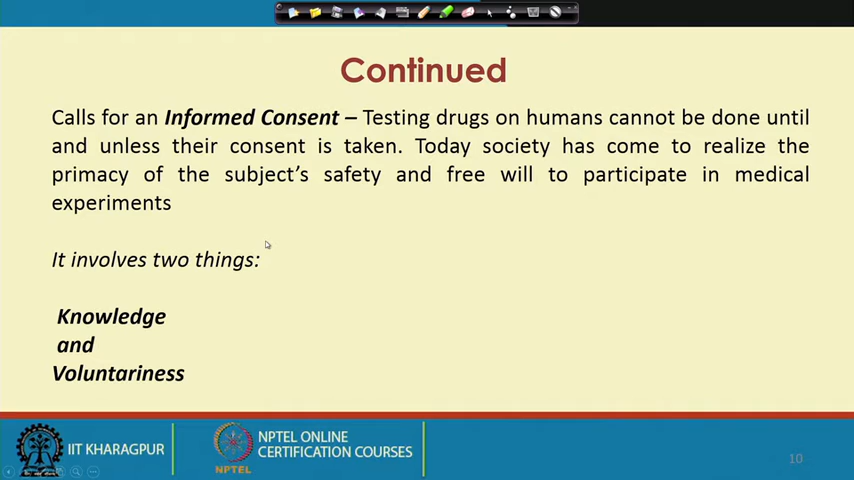 Continued
Calls for an Informed Consent – Testing drugs on humans cannot be done until
and unless their consent is taken. Today society has come to realize the
primacy of the subject's safety and free will to participate in medical
experiments
It involves two things:
Knowledge
and
Voluntariness
IIT KHARAGPUR
NPTEL
NPTEL ONLINE
CERTIFICATION COURSES
10